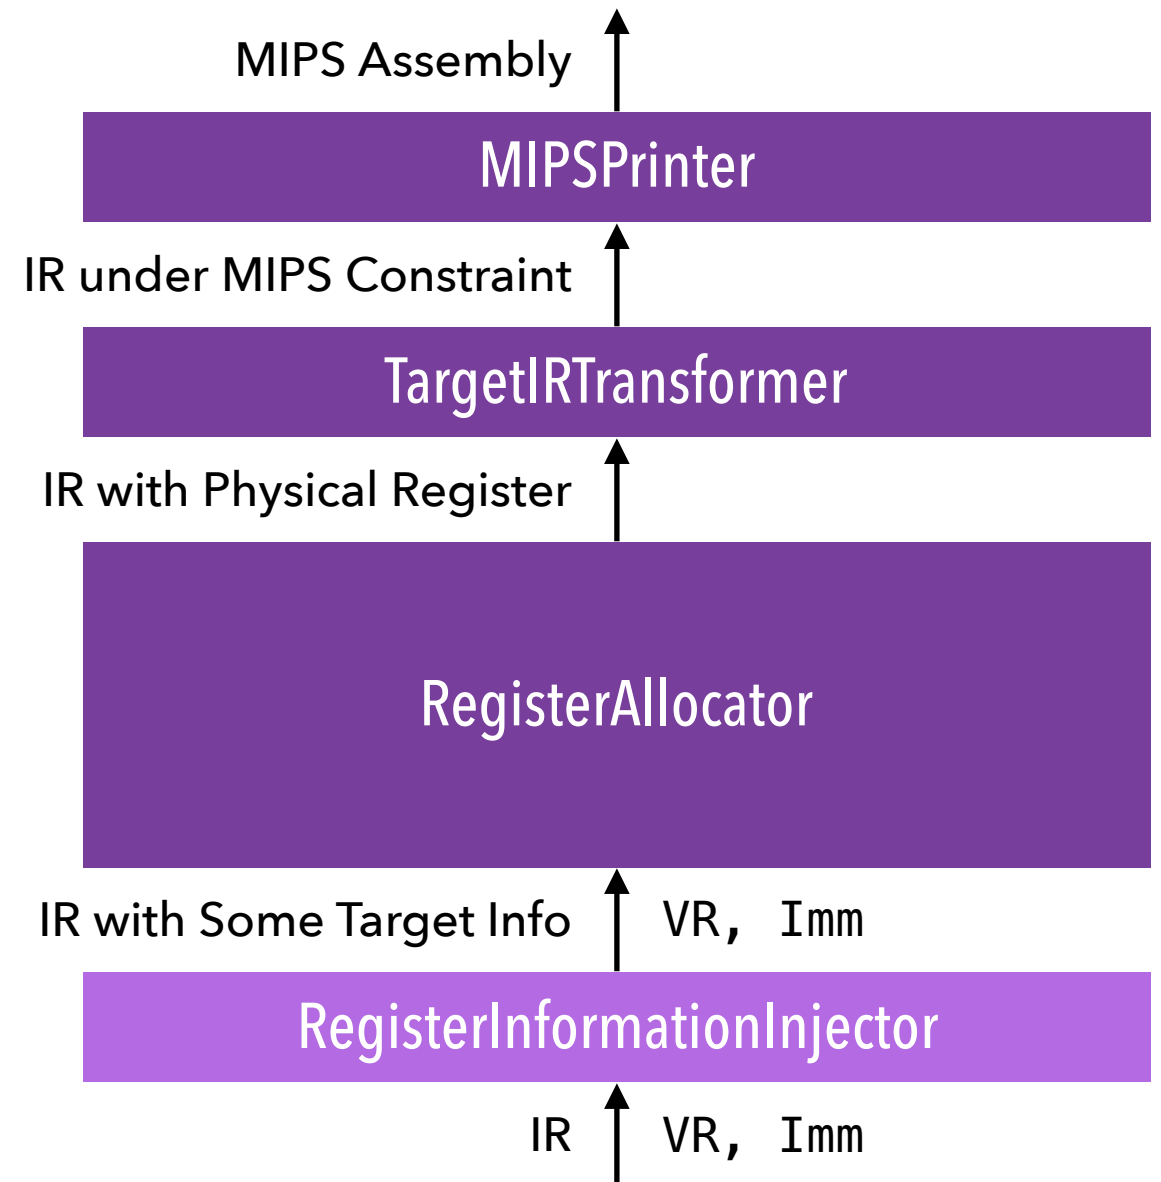 MIPS Assembly
MIPSPrinter
IR under MIPS Constraint
TargetIRTransformer
IR with Physical Register
RegisterAllocator
IR with Some Target Info
VR, Imm
RegisterInformationInjector
IR
VR, Imm